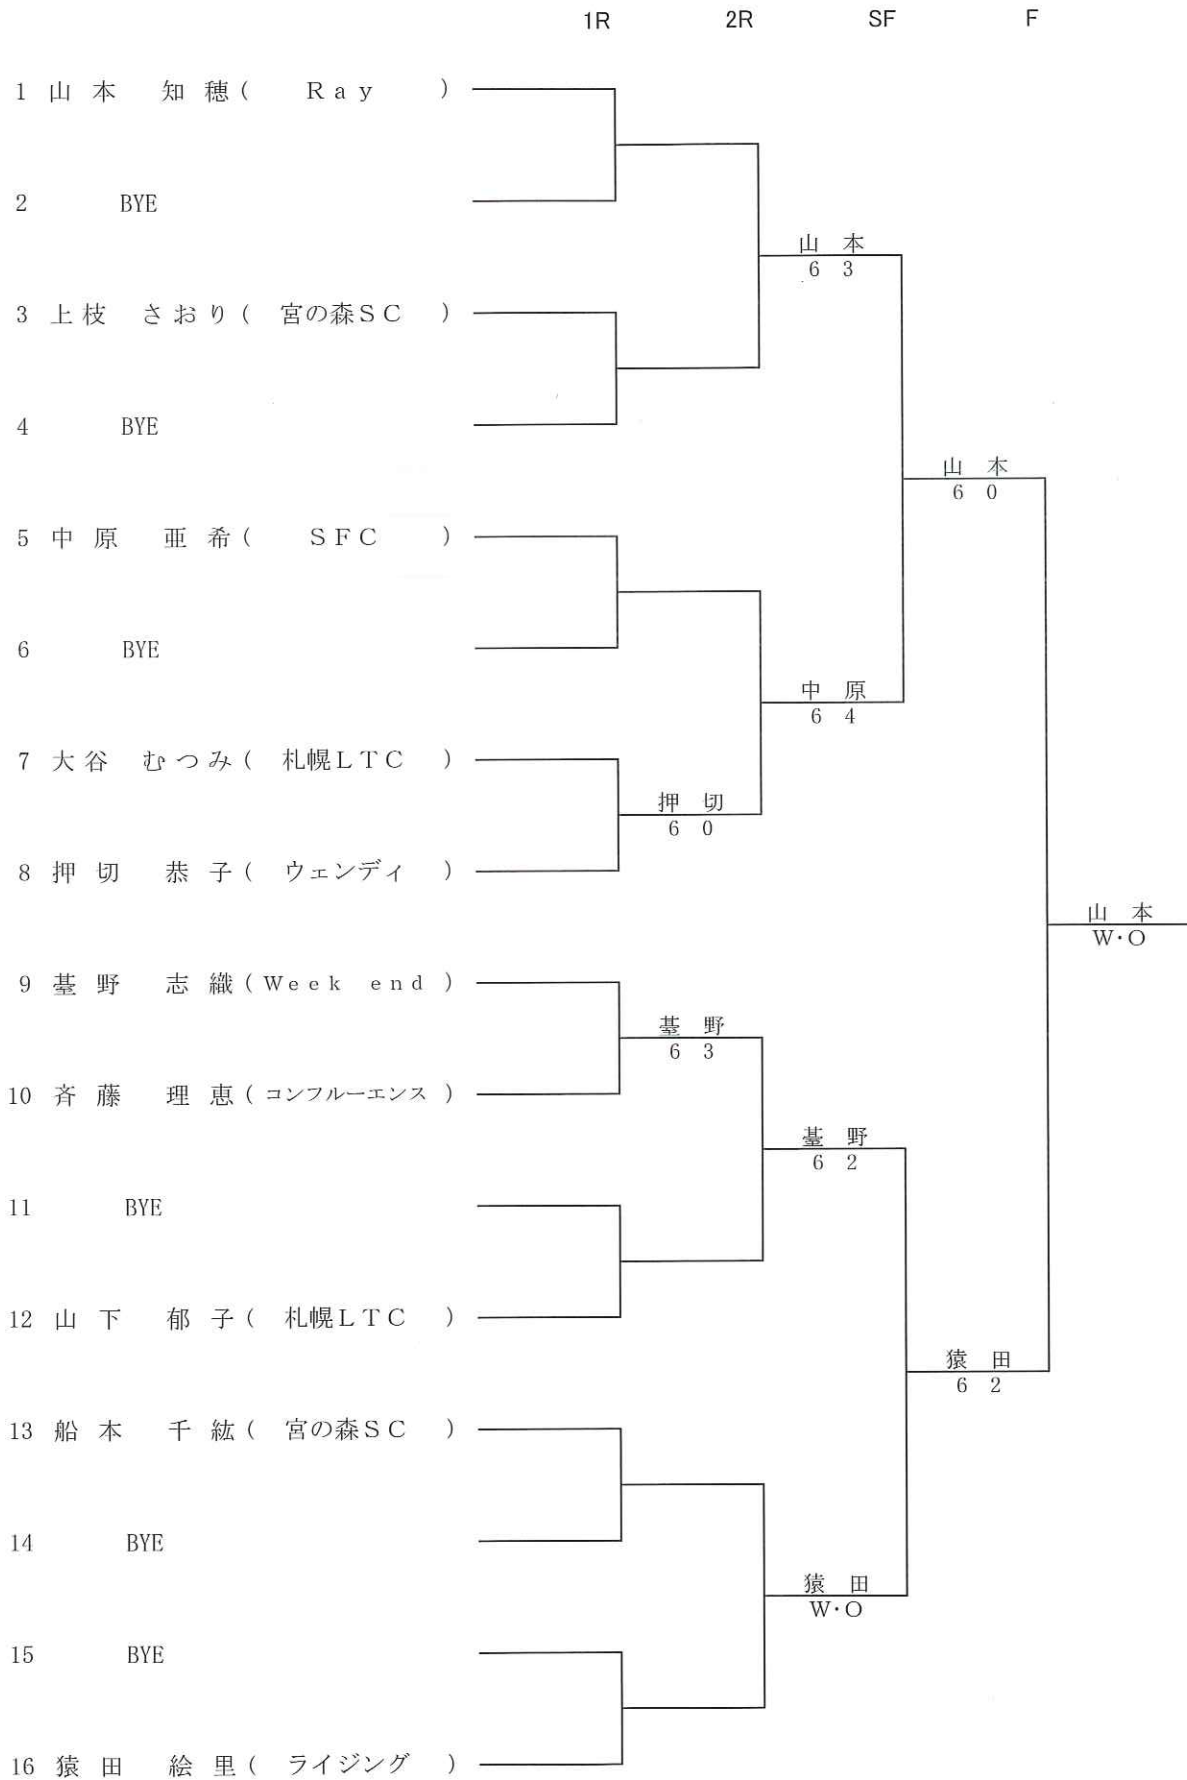 1R 2R SF F
1 山本 知穂 ( Ray )
2 BYE
山本
6 3
3 上枝 さおり ( 宮の森SC )
4 BYE
山本
6 0
5 中原 亜希 ( SFC )
6 BYE
中原
6 4
7 大谷 むつみ ( 札幌LTC )
押切
6 0
8 押切 恭子 ( ウェンディ )
山本
W・O
9 基野 志織 ( Week end )
基野
6 3
10 斉藤 理恵 ( コンフルーエンス )
基野
6 2
11 BYE
12 山下 郁子 ( 札幌LTC )
猿田
6 2
13 船本 千紘 ( 宮の森SC )
14 BYE
猿田
W・O
15 BYE
16 猿田 絵里 ( ライジング )